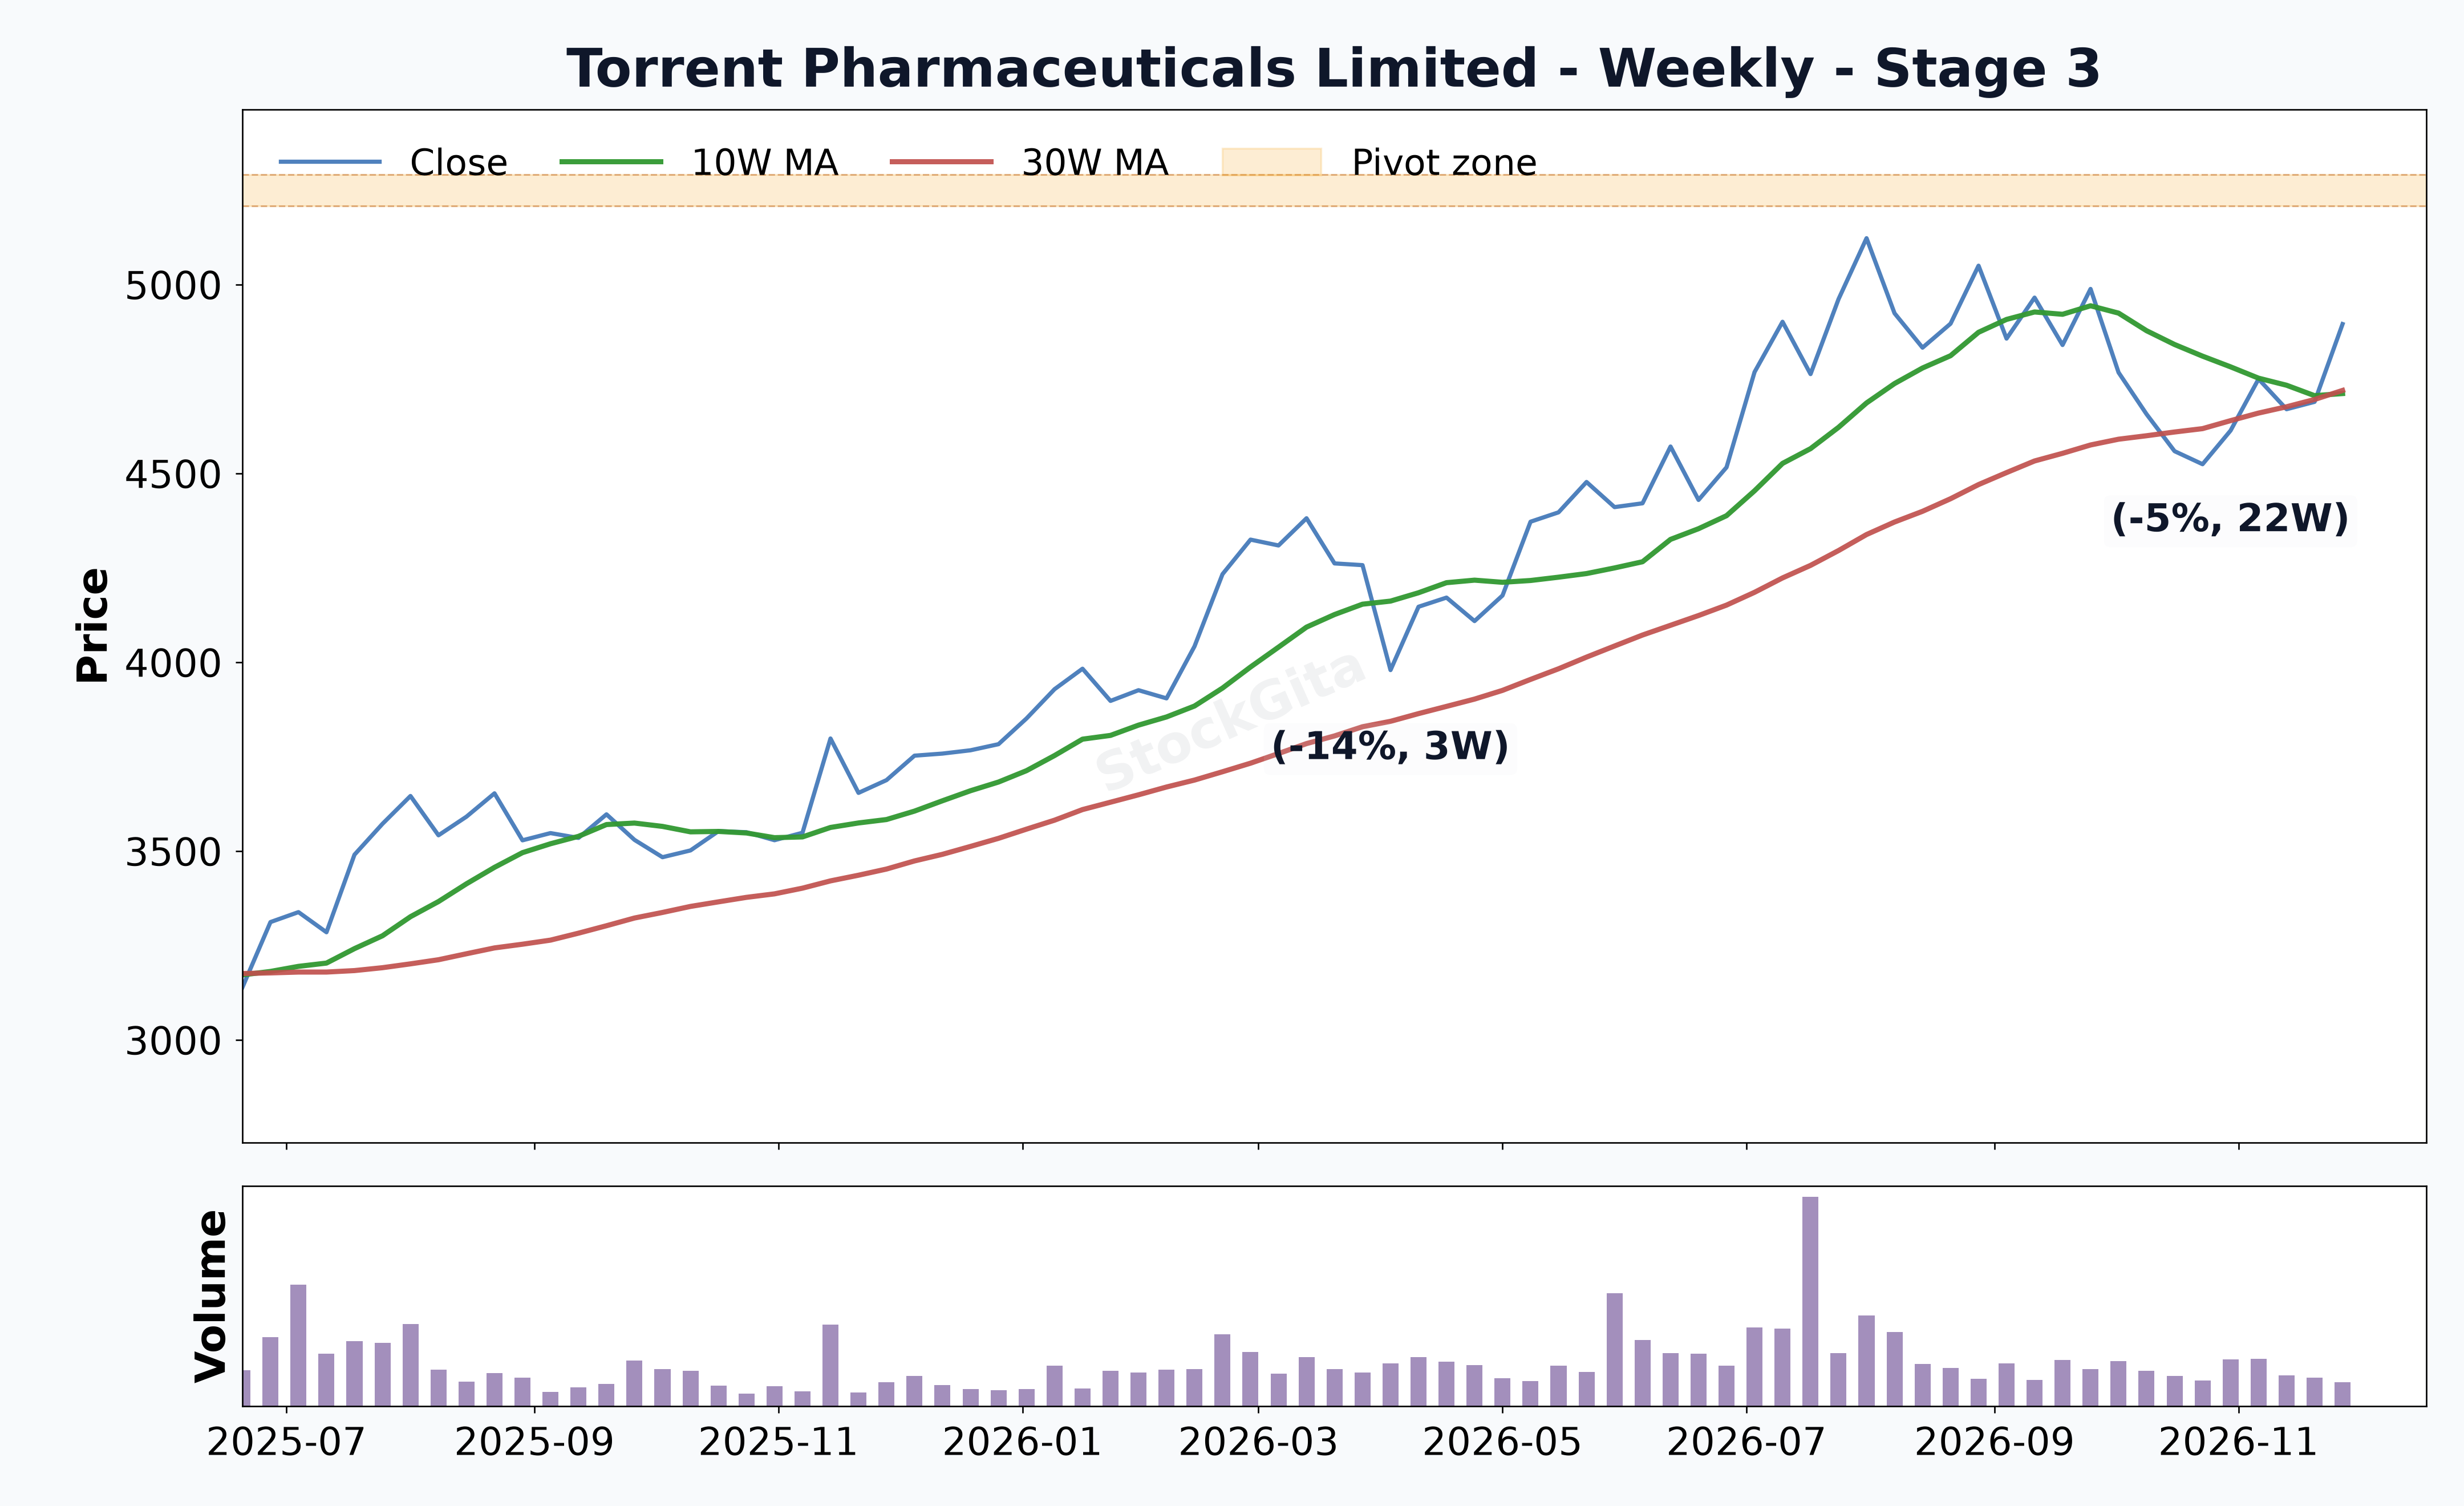 Torrent Pharmaceuticals Limited - Weekly - Stage 3
Close 10W MA 30W MA Pivot zone
Price
5000
4500
4000
3500
3000
(-5%, 22W)
(-14%, 3W)
StockGita
Volume
2025-07 2025-09 2025-11 2026-01 2026-03 2026-05 2026-07 2026-09 2026-11